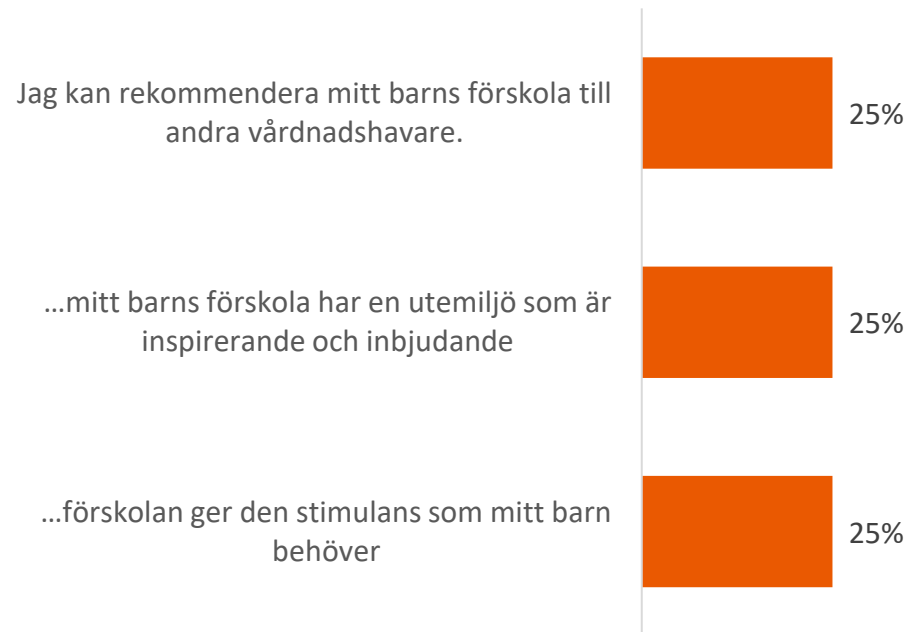 Jag kan rekommendera mitt barns förskola till
andra vårdnadshavare.
25%
...mitt barns förskola har en utemiljö som är
inspirerande och inbjudande
25%
...förskolan ger den stimulans som mitt barn
behöver
25%